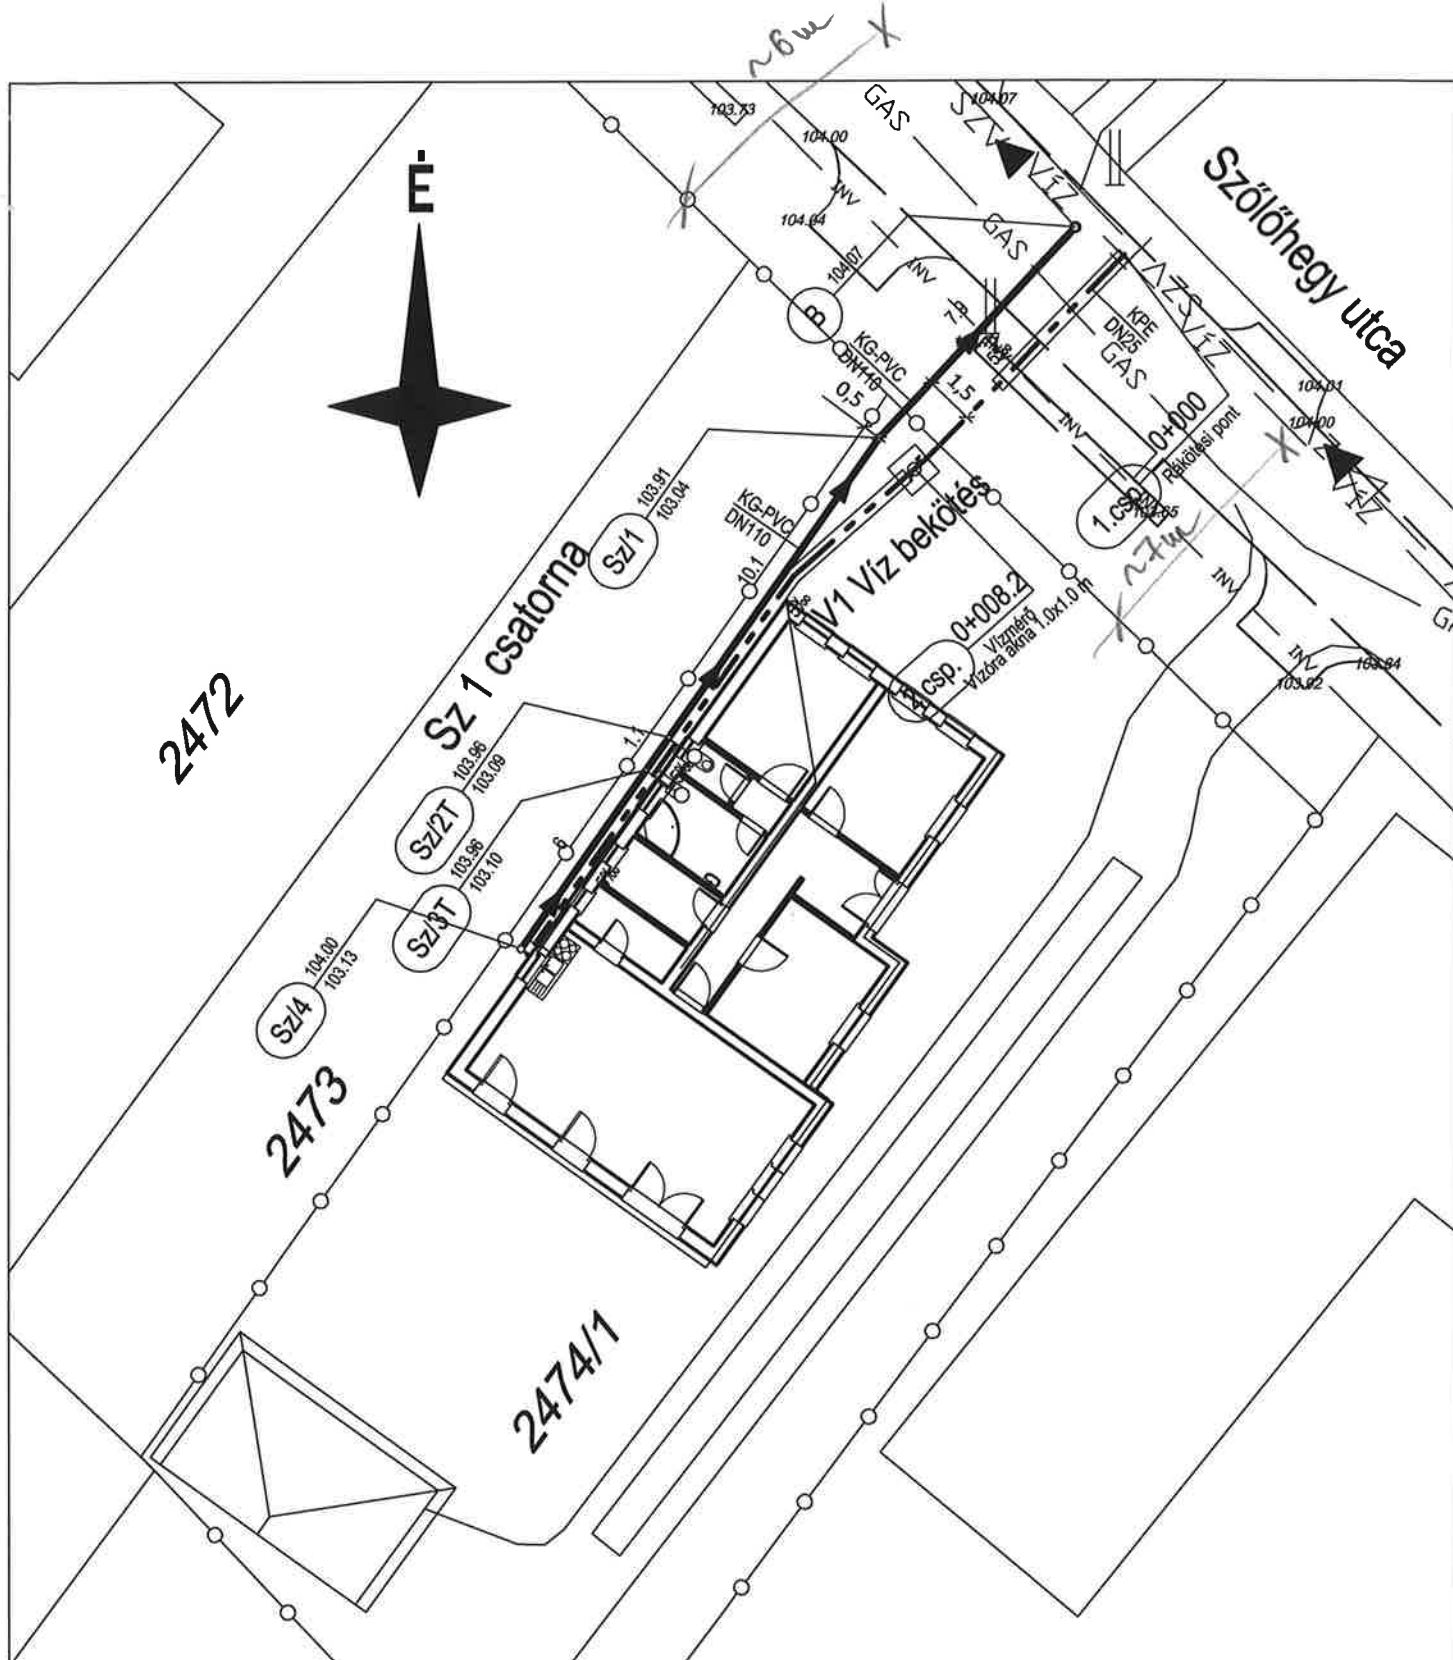 ~6m
103.73
104.00
GAS
SZV
104.07
VÍZ
Szőlőhegy utca
É
INV
104.04
GAS
104.07
B
INV
7.9
KG-PVC
DN110
0,5
1,5
KPE
DN25
GAS
AZS
VÍZ
104.01
104.00
0+000
Rákötési pont
1.csp.
INV
VÍZ
103.91
103.04
Sz/1
KG-PVC
DN110
10.1
V1 Víz bekötés
~7m
INV
INV
103.84
103.92
0+008.2
Vízmérő
Vízóra akna 1.0x1.0 m
csp.
Sz 1 csatorna
2472
1.1
103.96
103.09
Sz/2T
103.96
103.10
Sz/3T
6
104.00
103.13
Sz/4
2473
2474/1